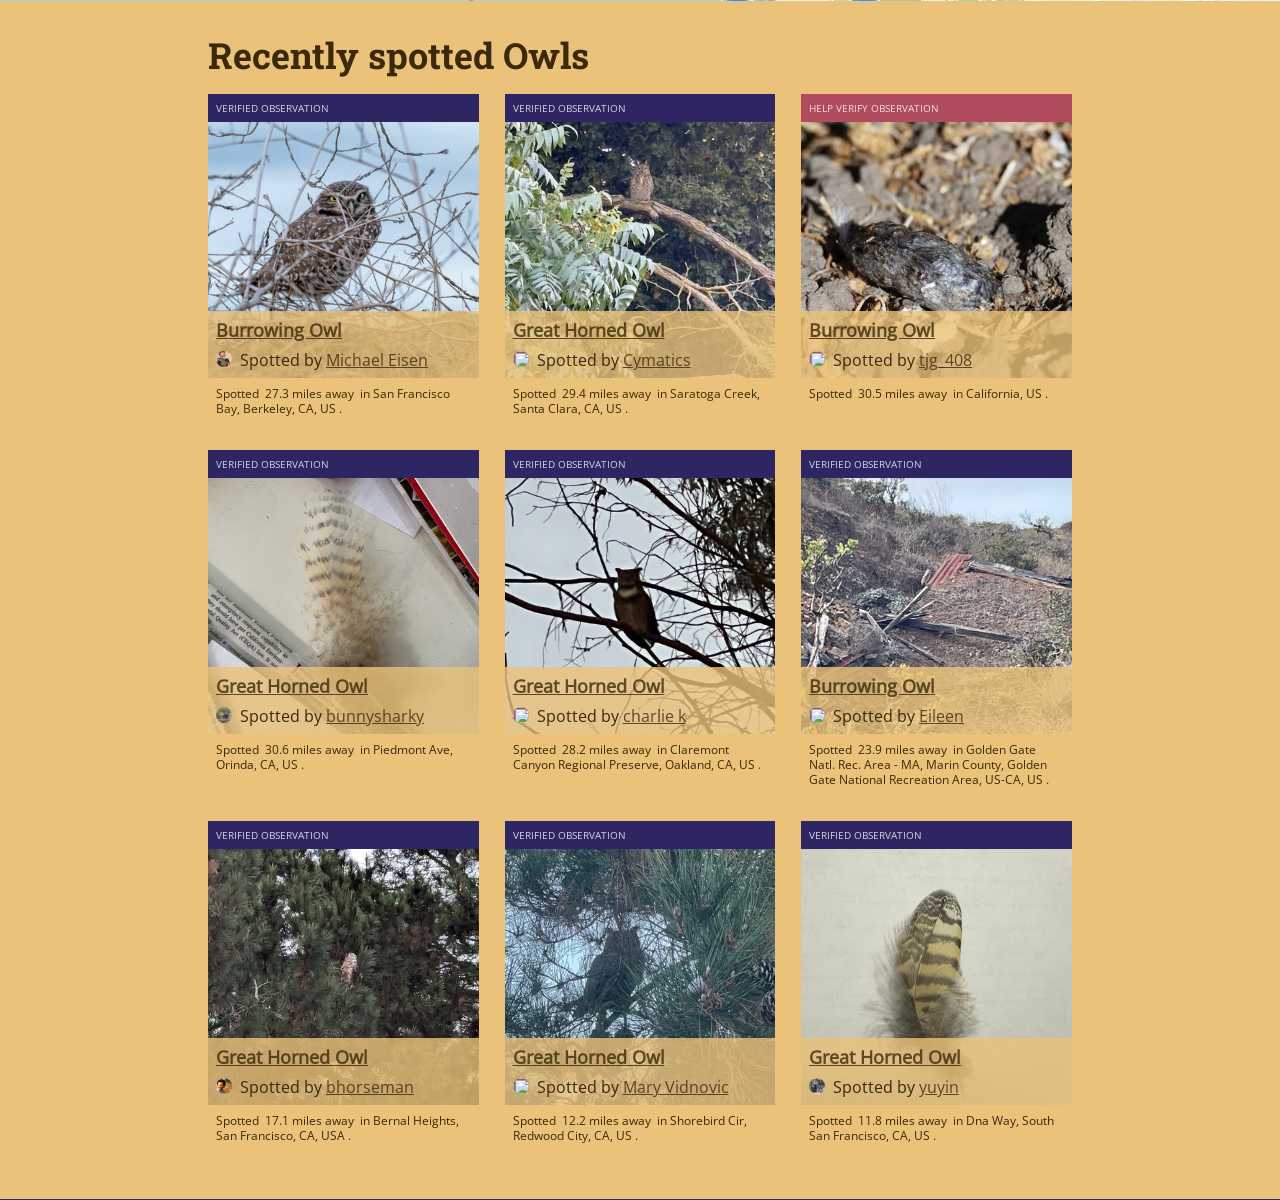 Recently spotted Owls
VERIFIED OBSERVATION
Burrowing Owl
Spotted by Michael Eisen
Spotted 27.3 miles away in San Francisco
Bay, Berkeley, CA, US .
VERIFIED OBSERVATION
Great Horned Owl
Spotted by Cymatics
Spotted 29.4 miles away in Saratoga Creek,
Santa Clara, CA, US .
HELP VERIFY OBSERVATION
Burrowing Owl
Spotted by tjg_408
Spotted 30.5 miles away in California, US .
VERIFIED OBSERVATION
Great Horned Owl
Spotted by bunnysharky
Spotted 30.6 miles away in Piedmont Ave,
Orinda, CA, US .
VERIFIED OBSERVATION
Great Horned Owl
Spotted by charlie k
Spotted 28.2 miles away in Claremont
Canyon Regional Preserve, Oakland, CA, US .
VERIFIED OBSERVATION
Burrowing Owl
Spotted by Eileen
Spotted 23.9 miles away in Golden Gate
Natl. Rec. Area - MA, Marin County, Golden
Gate National Recreation Area, US-CA, US .
VERIFIED OBSERVATION
Great Horned Owl
Spotted by bhorseman
Spotted 17.1 miles away in Bernal Heights,
San Francisco, CA, USA .
VERIFIED OBSERVATION
Great Horned Owl
Spotted by Mary Vidnovic
Spotted 12.2 miles away in Shorebird Cir,
Redwood City, CA, US .
VERIFIED OBSERVATION
Great Horned Owl
Spotted by yuyin
Spotted 11.8 miles away in Dna Way, South
San Francisco, CA, US .